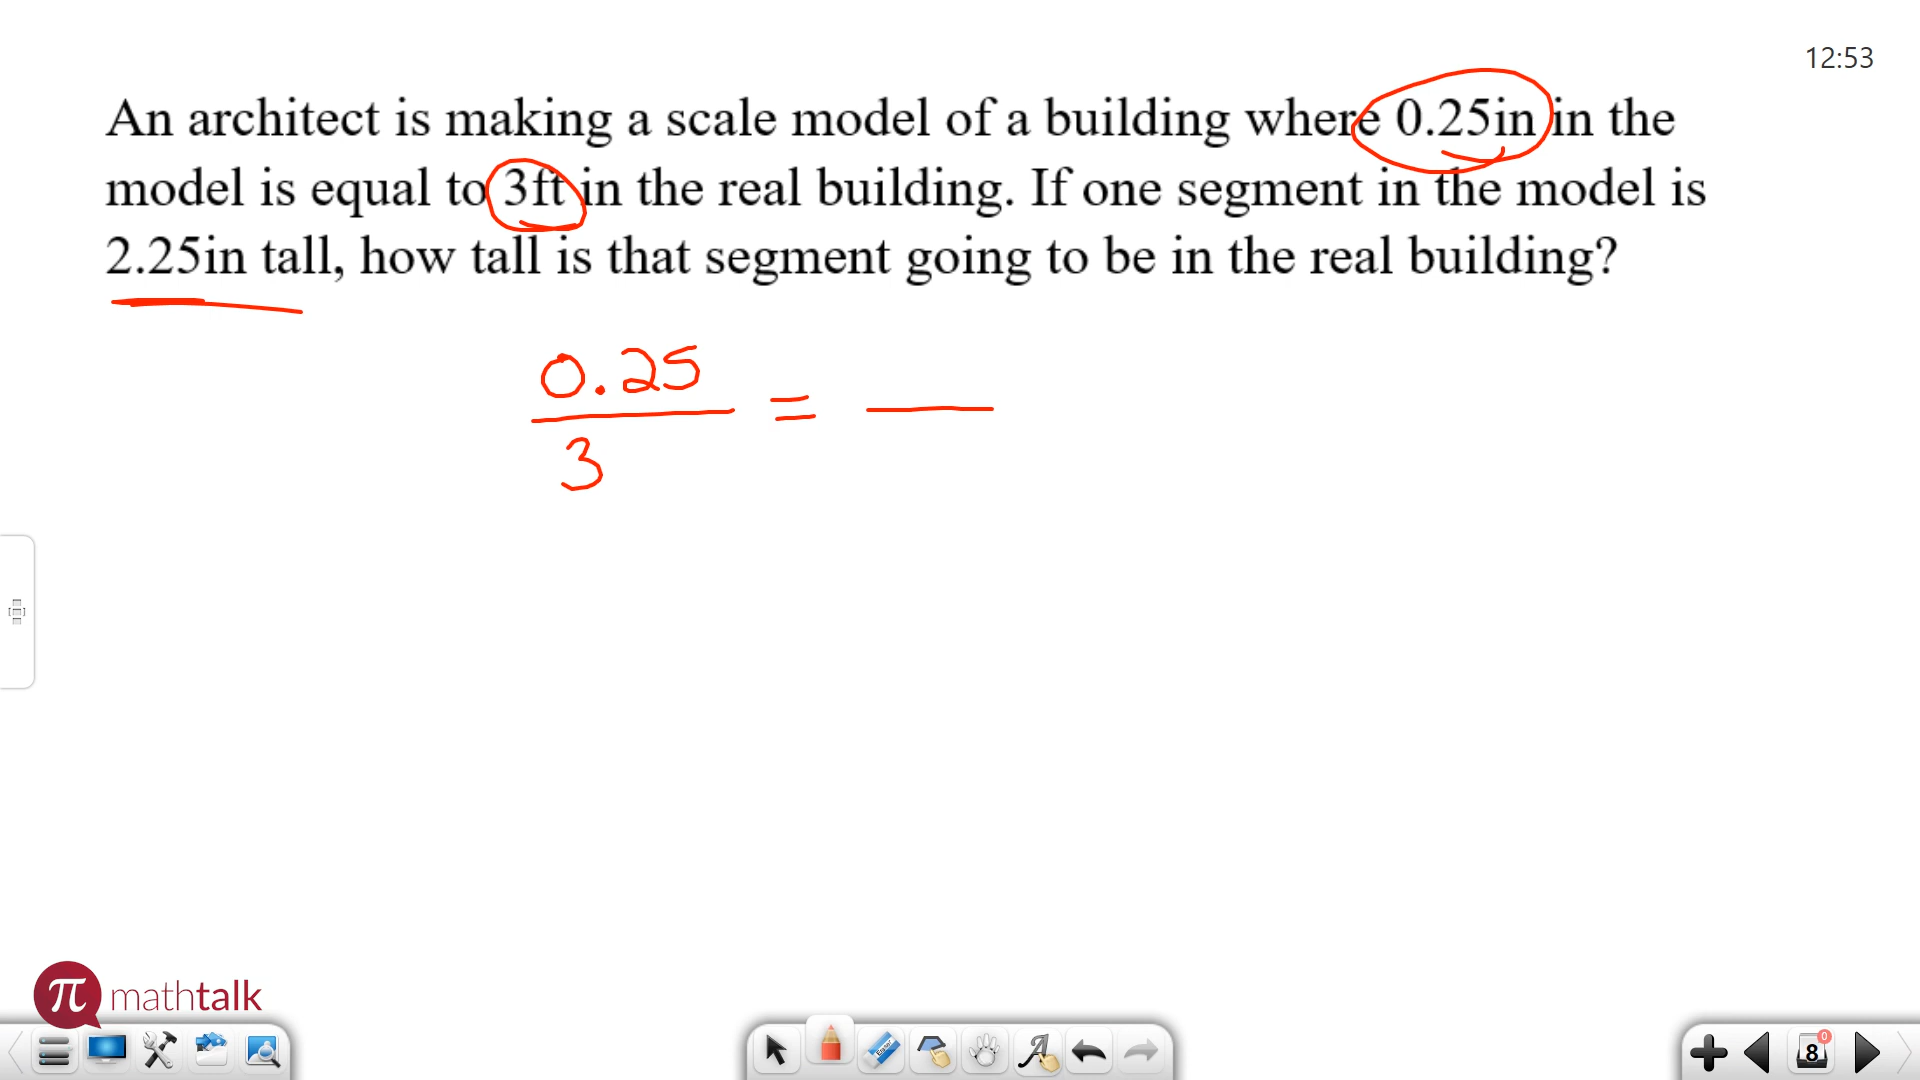 12:53
An architect is making a scale model of a building where 0.25in in the
model is equal to 3ft in the real building. If one segment in the model is
2.25in tall, how tall is that segment going to be in the real building?
0.25
=
3
π mathtalk
Eraser
A
8
0